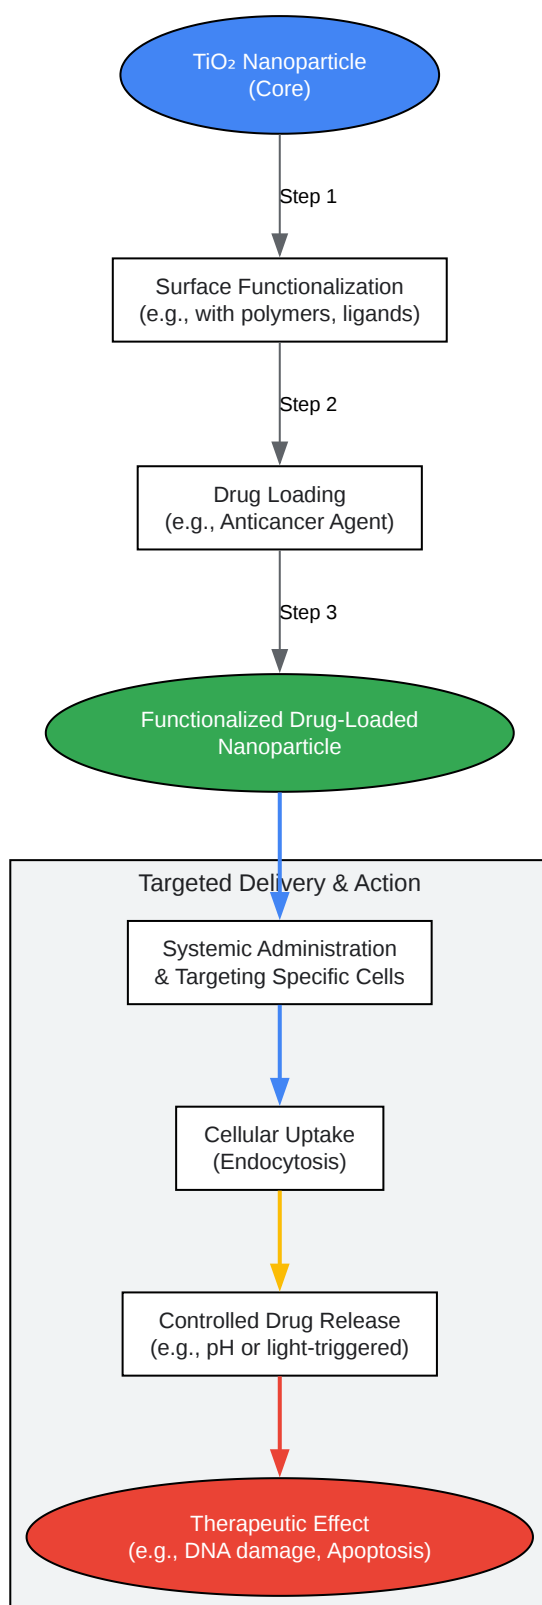 TiO₂ Nanoparticle
(Core)
Step 1
Surface Functionalization
(e.g., with polymers, ligands)
Step 2
Drug Loading
(e.g., Anticancer Agent)
Step 3
Functionalized Drug-Loaded
Nanoparticle
Targeted Delivery & Action
Systemic Administration
& Targeting Specific Cells
Cellular Uptake
(Endocytosis)
Controlled Drug Release
(e.g., pH or light-triggered)
Therapeutic Effect
(e.g., DNA damage, Apoptosis)